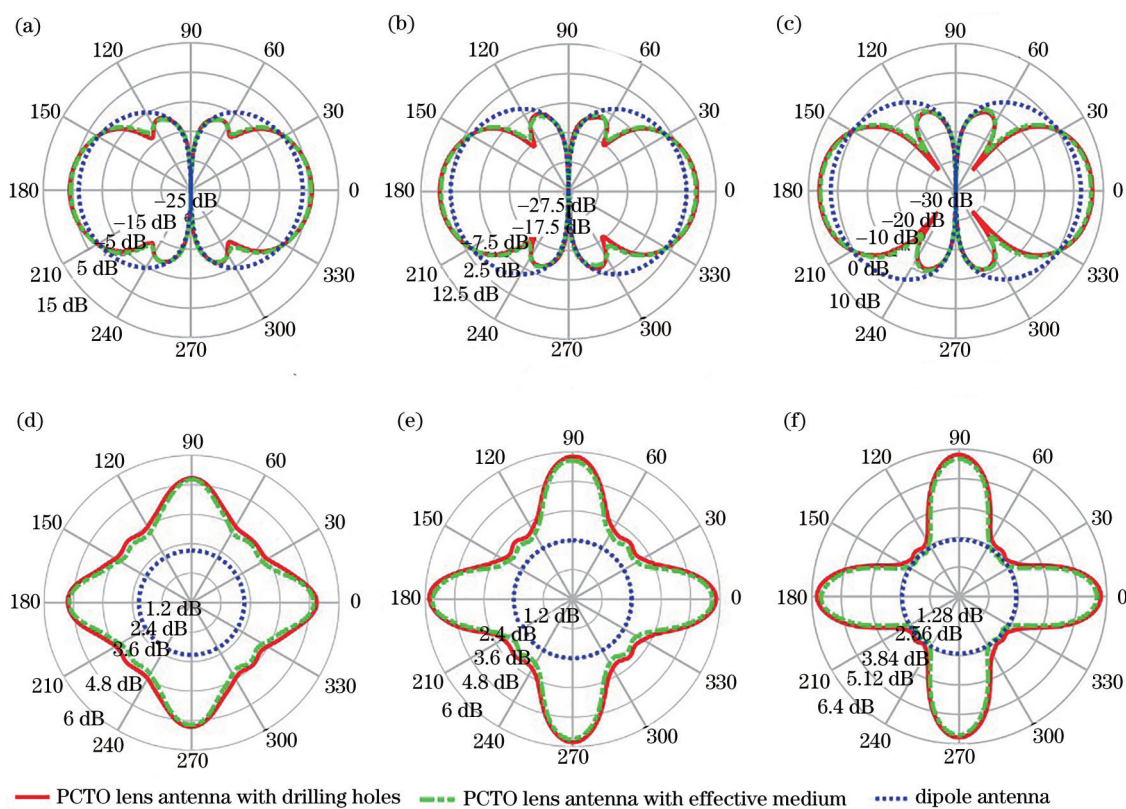 (a)
90
120
60
150
30
180
0
−25 dB
−15 dB
−5 dB
210
5 dB
330
15 dB
240
300
270
(b)
90
120
60
150
30
180
0
−27.5 dB
−17.5 dB
−7.5 dB
210
2.5 dB
330
12.5 dB
240
300
270
(c)
90
120
60
150
30
180
0
−30 dB
−20 dB
−10 dB
210
0 dB
330
10 dB
240
300
270
(d)
90
120
60
150
30
180
0
1.2 dB
2.4 dB
3.6 dB
210
4.8 dB
330
6 dB
240
300
270
(e)
90
120
60
150
30
180
0
1.2 dB
2.4 dB
3.6 dB
210
4.8 dB
330
6 dB
240
300
270
(f)
90
120
60
150
30
180
0
1.28 dB
2.56 dB
3.84 dB
210
5.12 dB
330
6.4 dB
240
300
270
PCTO lens antenna with drilling holes
PCTO lens antenna with effective medium
dipole antenna